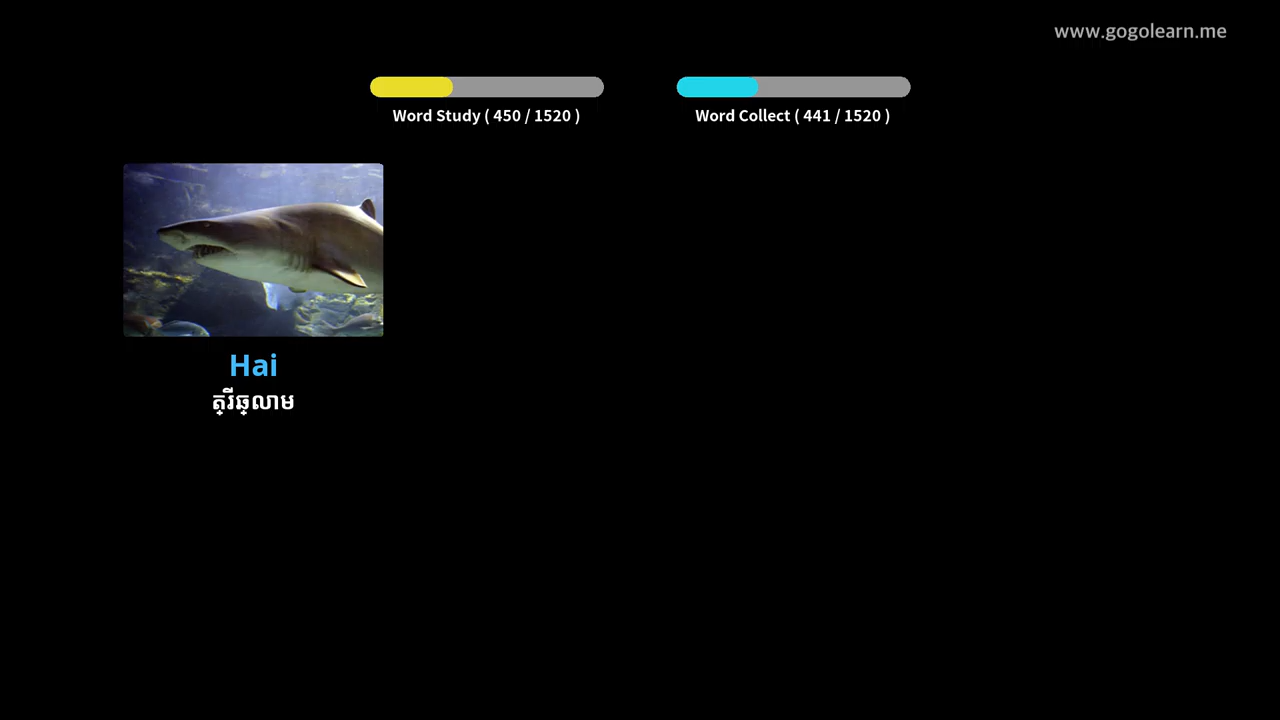 www.gogolearn.me
Word Study ( 450 / 1520 )
Word Collect ( 441 / 1520 )
Hai
ត្រីឆ្លាម